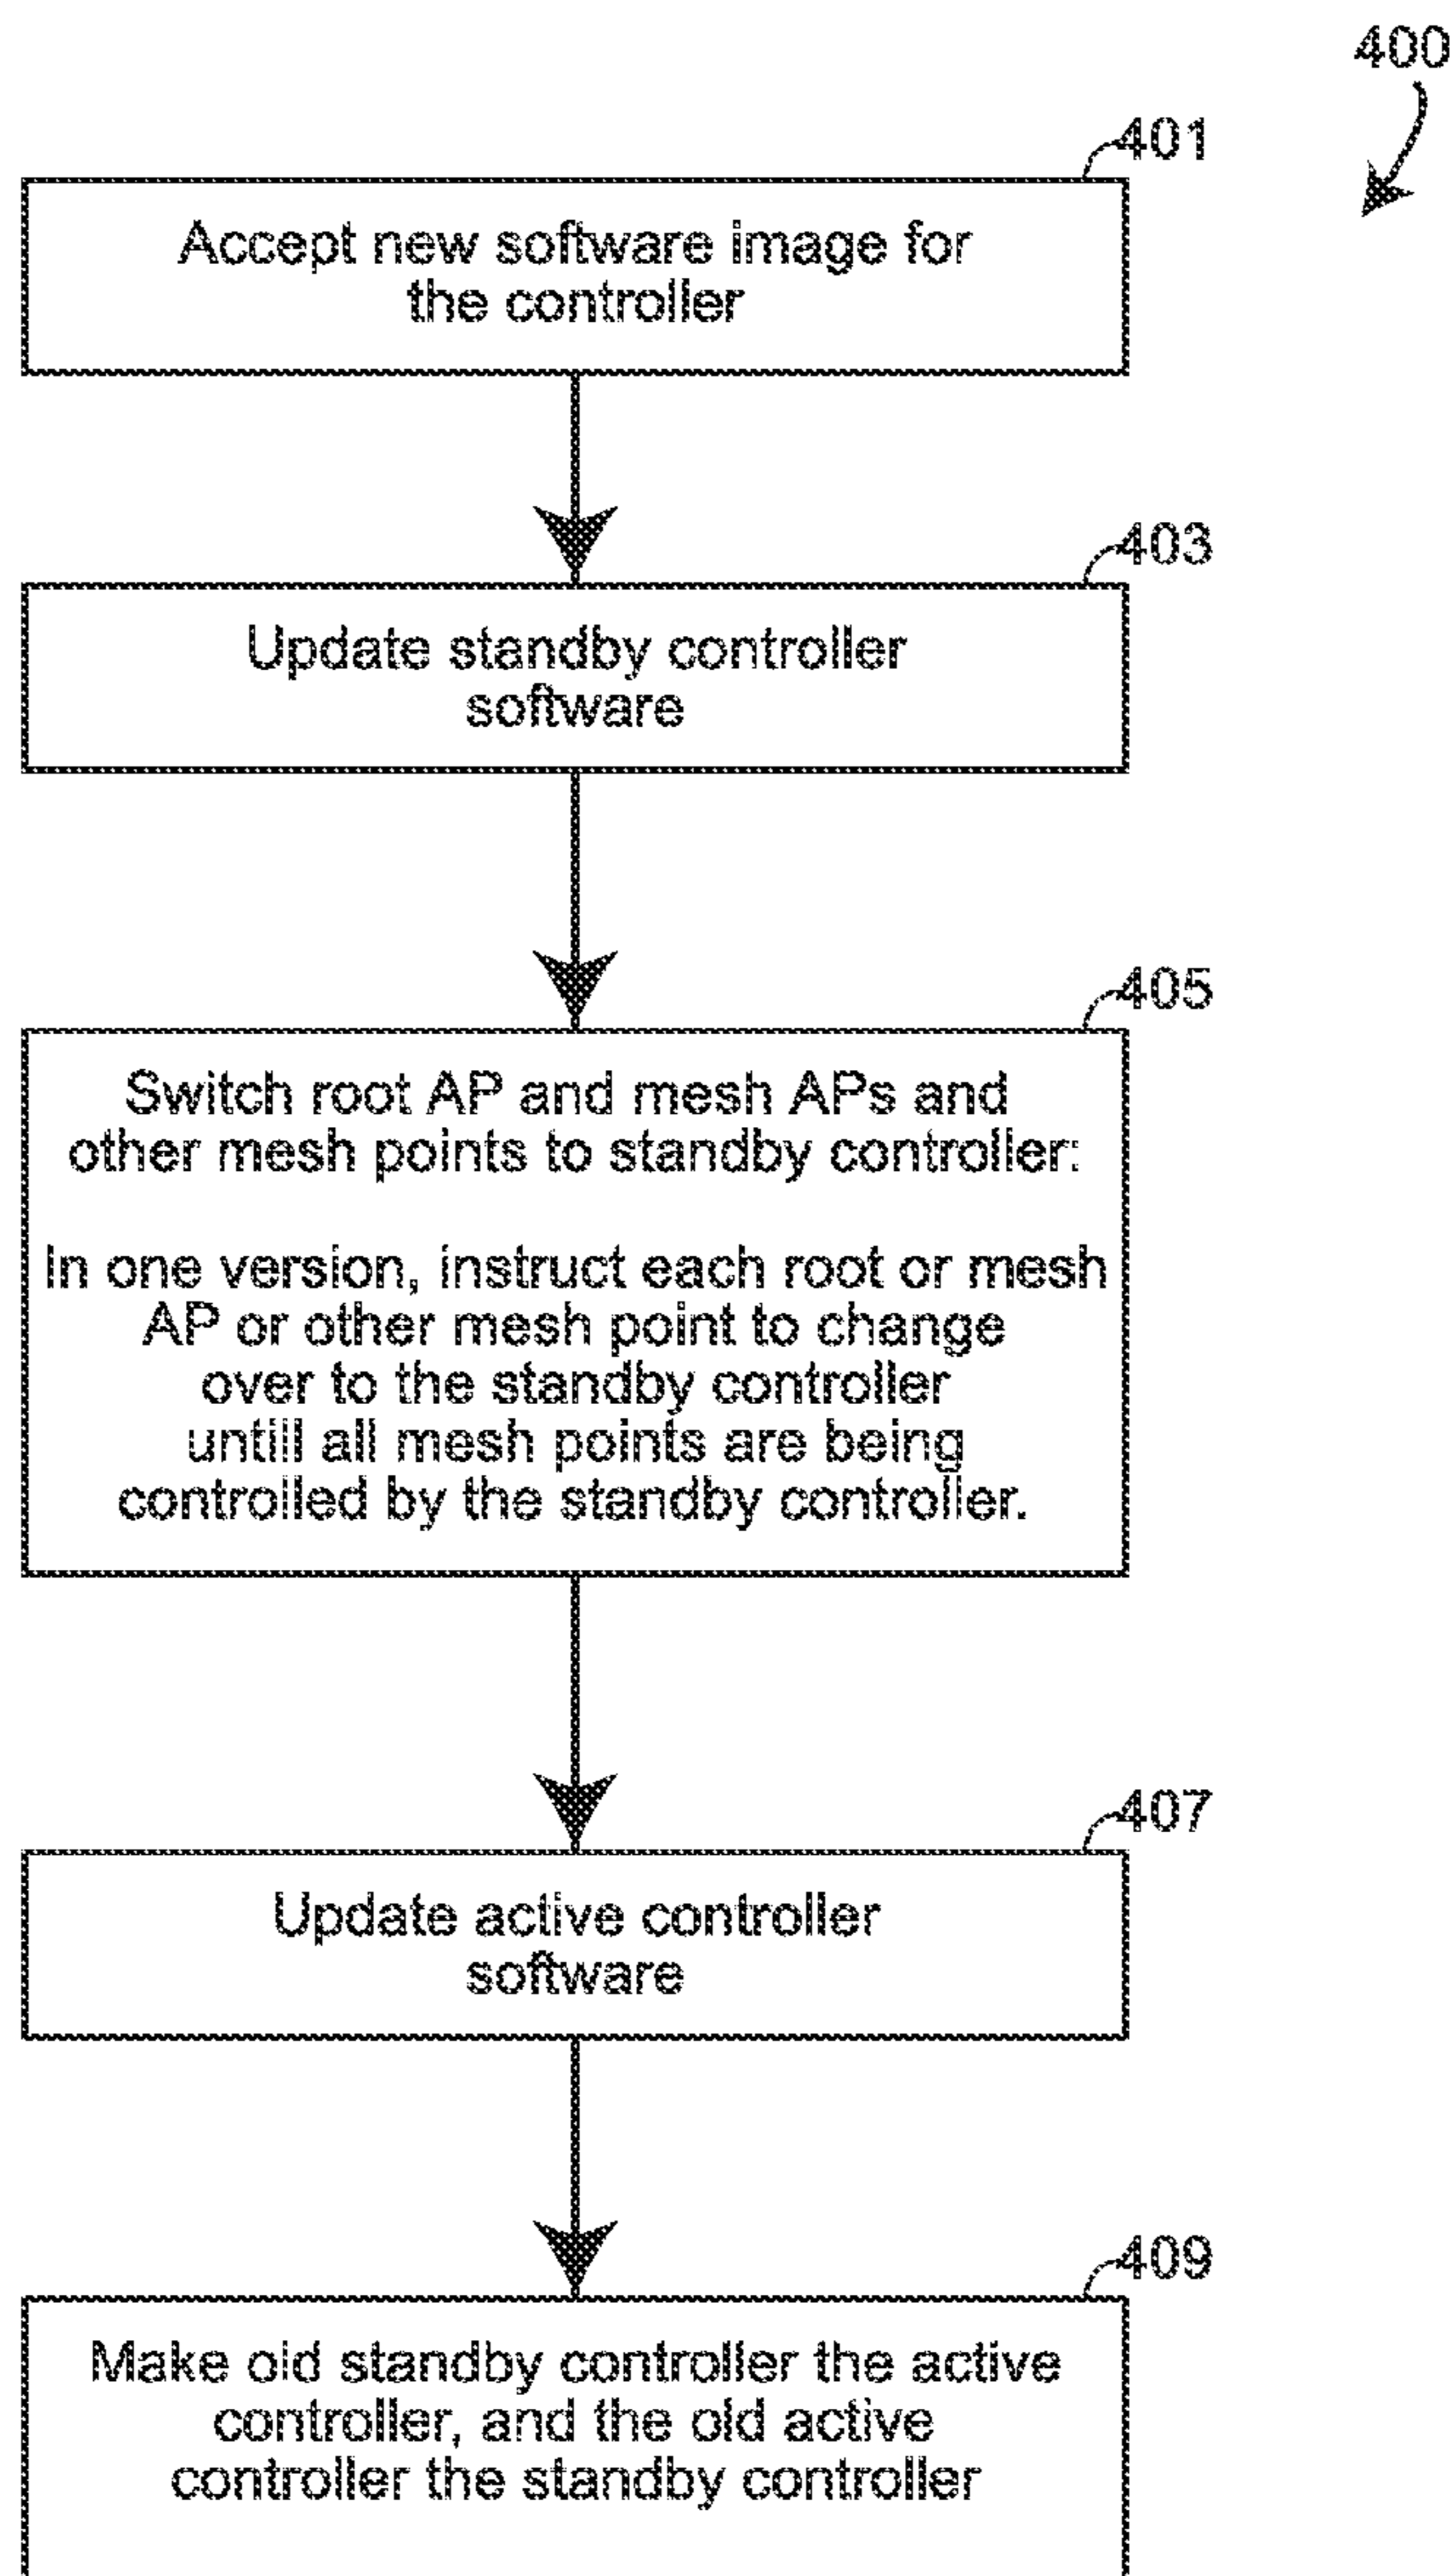 400
401
Accept new software image for
the controller
403
Update standby controller
software
405
Switch root AP and mesh APs and
other mesh points to standby controller:
In one version, instruct each root or mesh
AP or other mesh point to change
over to the standby controller
untill all mesh points are being
controlled by the standby controller.
407
Update active controller
software
409
Make old standby controller the active
controller, and the old active
controller the standby controller